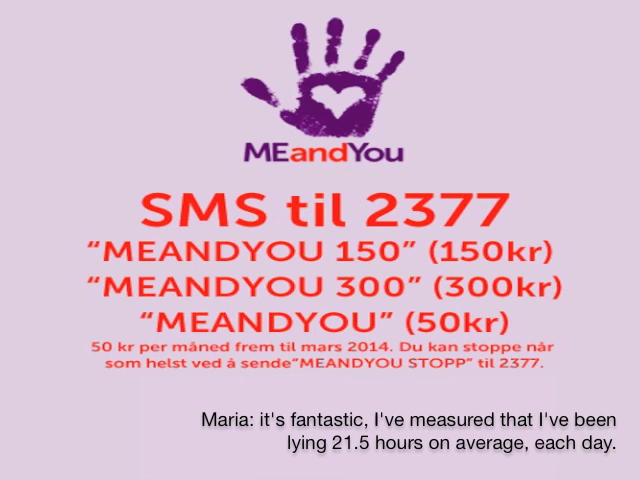 MEandYou
SMS til 2377
“MEANDYOU 150” (150kr)
“MEANDYOU 300” (300kr)
“MEANDYOU” (50kr)
50 kr per måned frem til mars 2014. Du kan stoppe når
som helst ved å sende”MEANDYOU STOPP” til 2377.
Maria: it's fantastic, I've measured that I've been
lying 21.5 hours on average, each day.